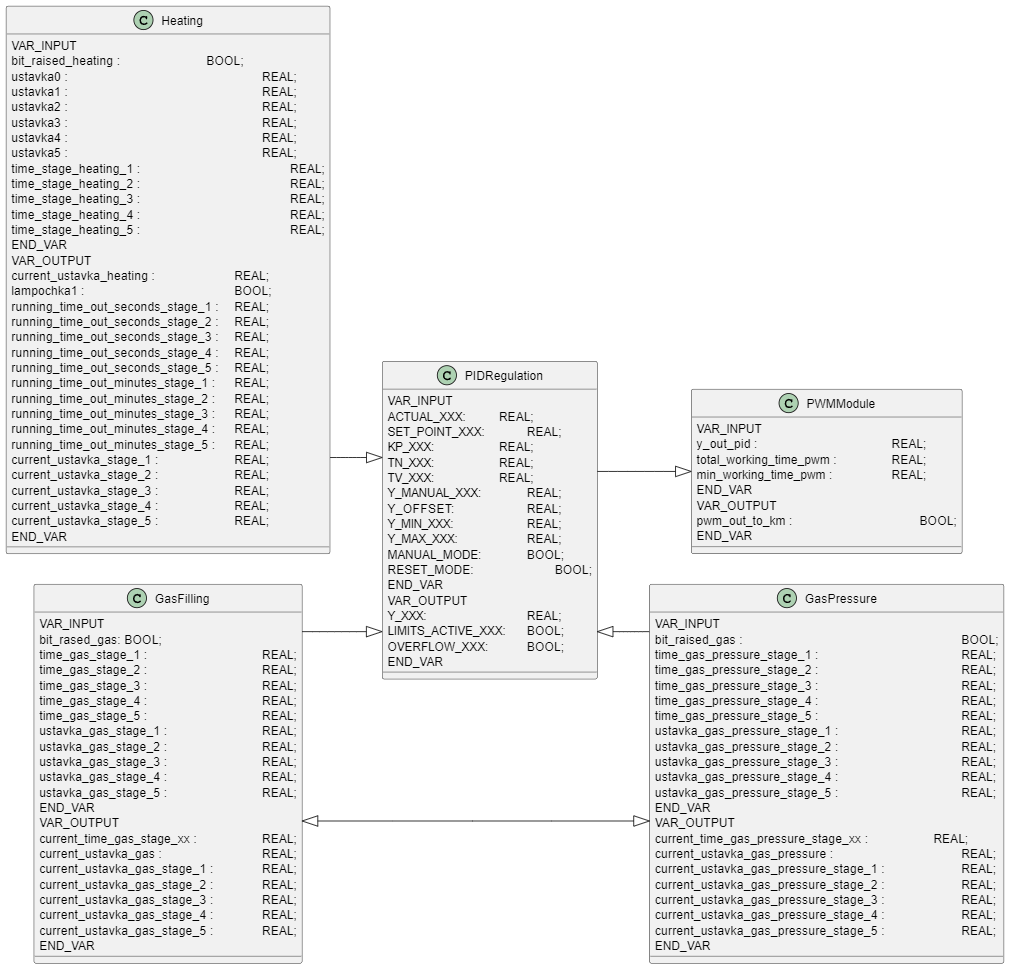 C Heating
VAR_INPUT
bit_raised_heating : BOOL;
ustavka0 : REAL;
ustavka1 : REAL;
ustavka2 : REAL;
ustavka3 : REAL;
ustavka4 : REAL;
ustavka5 : REAL;
time_stage_heating_1 : REAL;
time_stage_heating_2 : REAL;
time_stage_heating_3 : REAL;
time_stage_heating_4 : REAL;
time_stage_heating_5 : REAL;
END_VAR
VAR_OUTPUT
current_ustavka_heating : REAL;
lampochka1 : BOOL;
running_time_out_seconds_stage_1 : REAL;
running_time_out_seconds_stage_2 : REAL;
running_time_out_seconds_stage_3 : REAL;
running_time_out_seconds_stage_4 : REAL;
running_time_out_seconds_stage_5 : REAL;
running_time_out_minutes_stage_1 : REAL;
running_time_out_minutes_stage_2 : REAL;
running_time_out_minutes_stage_3 : REAL;
running_time_out_minutes_stage_4 : REAL;
running_time_out_minutes_stage_5 : REAL;
current_ustavka_stage_1 : REAL;
current_ustavka_stage_2 : REAL;
current_ustavka_stage_3 : REAL;
current_ustavka_stage_4 : REAL;
current_ustavka_stage_5 : REAL;
END_VAR
C PIDRegulation
VAR_INPUT
ACTUAL_XXX: REAL;
SET_POINT_XXX: REAL;
KP_XXX: REAL;
TN_XXX: REAL;
TV_XXX: REAL;
Y_MANUAL_XXX: REAL;
Y_OFFSET: REAL;
Y_MIN_XXX: REAL;
Y_MAX_XXX: REAL;
MANUAL_MODE: BOOL;
RESET_MODE: BOOL;
END_VAR
VAR_OUTPUT
Y_XXX: REAL;
LIMITS_ACTIVE_XXX: BOOL;
OVERFLOW_XXX: BOOL;
END_VAR
C PWMModule
VAR_INPUT
y_out_pid : REAL;
total_working_time_pwm : REAL;
min_working_time_pwm : REAL;
END_VAR
VAR_OUTPUT
pwm_out_to_km : BOOL;
END_VAR
C GasFilling
VAR_INPUT
bit_rased_gas: BOOL;
time_gas_stage_1 : REAL;
time_gas_stage_2 : REAL;
time_gas_stage_3 : REAL;
time_gas_stage_4 : REAL;
time_gas_stage_5 : REAL;
ustavka_gas_stage_1 : REAL;
ustavka_gas_stage_2 : REAL;
ustavka_gas_stage_3 : REAL;
ustavka_gas_stage_4 : REAL;
ustavka_gas_stage_5 : REAL;
END_VAR
VAR_OUTPUT
current_time_gas_stage_xx : REAL;
current_ustavka_gas : REAL;
current_ustavka_gas_stage_1 : REAL;
current_ustavka_gas_stage_2 : REAL;
current_ustavka_gas_stage_3 : REAL;
current_ustavka_gas_stage_4 : REAL;
current_ustavka_gas_stage_5 : REAL;
END_VAR
C GasPressure
VAR_INPUT
bit_raised_gas : BOOL;
time_gas_pressure_stage_1 : REAL;
time_gas_pressure_stage_2 : REAL;
time_gas_pressure_stage_3 : REAL;
time_gas_pressure_stage_4 : REAL;
time_gas_pressure_stage_5 : REAL;
ustavka_gas_pressure_stage_1 : REAL;
ustavka_gas_pressure_stage_2 : REAL;
ustavka_gas_pressure_stage_3 : REAL;
ustavka_gas_pressure_stage_4 : REAL;
ustavka_gas_pressure_stage_5 : REAL;
END_VAR
VAR_OUTPUT
current_time_gas_pressure_stage_xx : REAL;
current_ustavka_gas_pressure : REAL;
current_ustavka_gas_pressure_stage_1 : REAL;
current_ustavka_gas_pressure_stage_2 : REAL;
current_ustavka_gas_pressure_stage_3 : REAL;
current_ustavka_gas_pressure_stage_4 : REAL;
current_ustavka_gas_pressure_stage_5 : REAL;
END_VAR